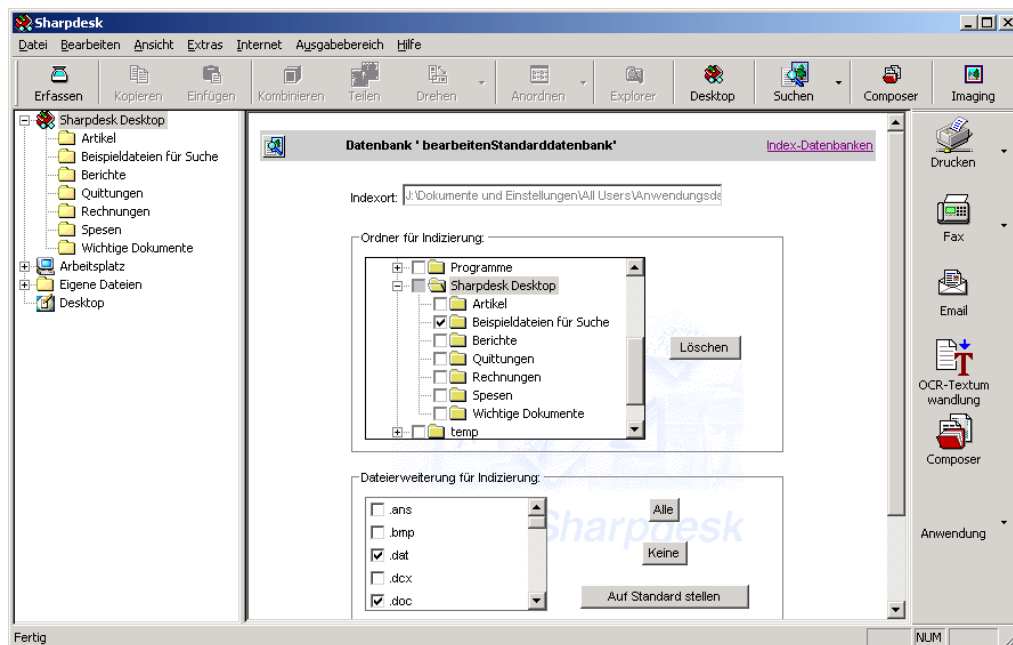 Sharpdesk
Datei Bearbeiten Ansicht Extras Internet Ausgabebereich Hilfe
Erfassen Kopieren Einfügen Kombinieren Teilen Drehen Anordnen Explorer Desktop Suchen Composer Imaging
Sharpdesk Desktop
Artikel
Beispieldateien für Suche
Berichte
Quittungen
Rechnungen
Spesen
Wichtige Dokumente
Arbeitsplatz
Eigene Dateien
Desktop
Datenbank ' bearbeitenStandarddatenbank' Index-Datenbanken
Indexort: J:\Dokumente und Einstellungen\All Users\Anwendungsda
Ordner für Indizierung:
Programme
Sharpdesk Desktop
Artikel
Beispieldateien für Suche
Berichte
Quittungen
Rechnungen
Spesen
Wichtige Dokumente
temp
Löschen
Dateierweiterung für Indizierung:
.ans
.bmp
.dat
.dcx
.doc
Alle
Keine
Auf Standard stellen
Sharpdesk
Drucken
Fax
Email
OCR-Textum
wandlung
Composer
Anwendung
Fertig NUM